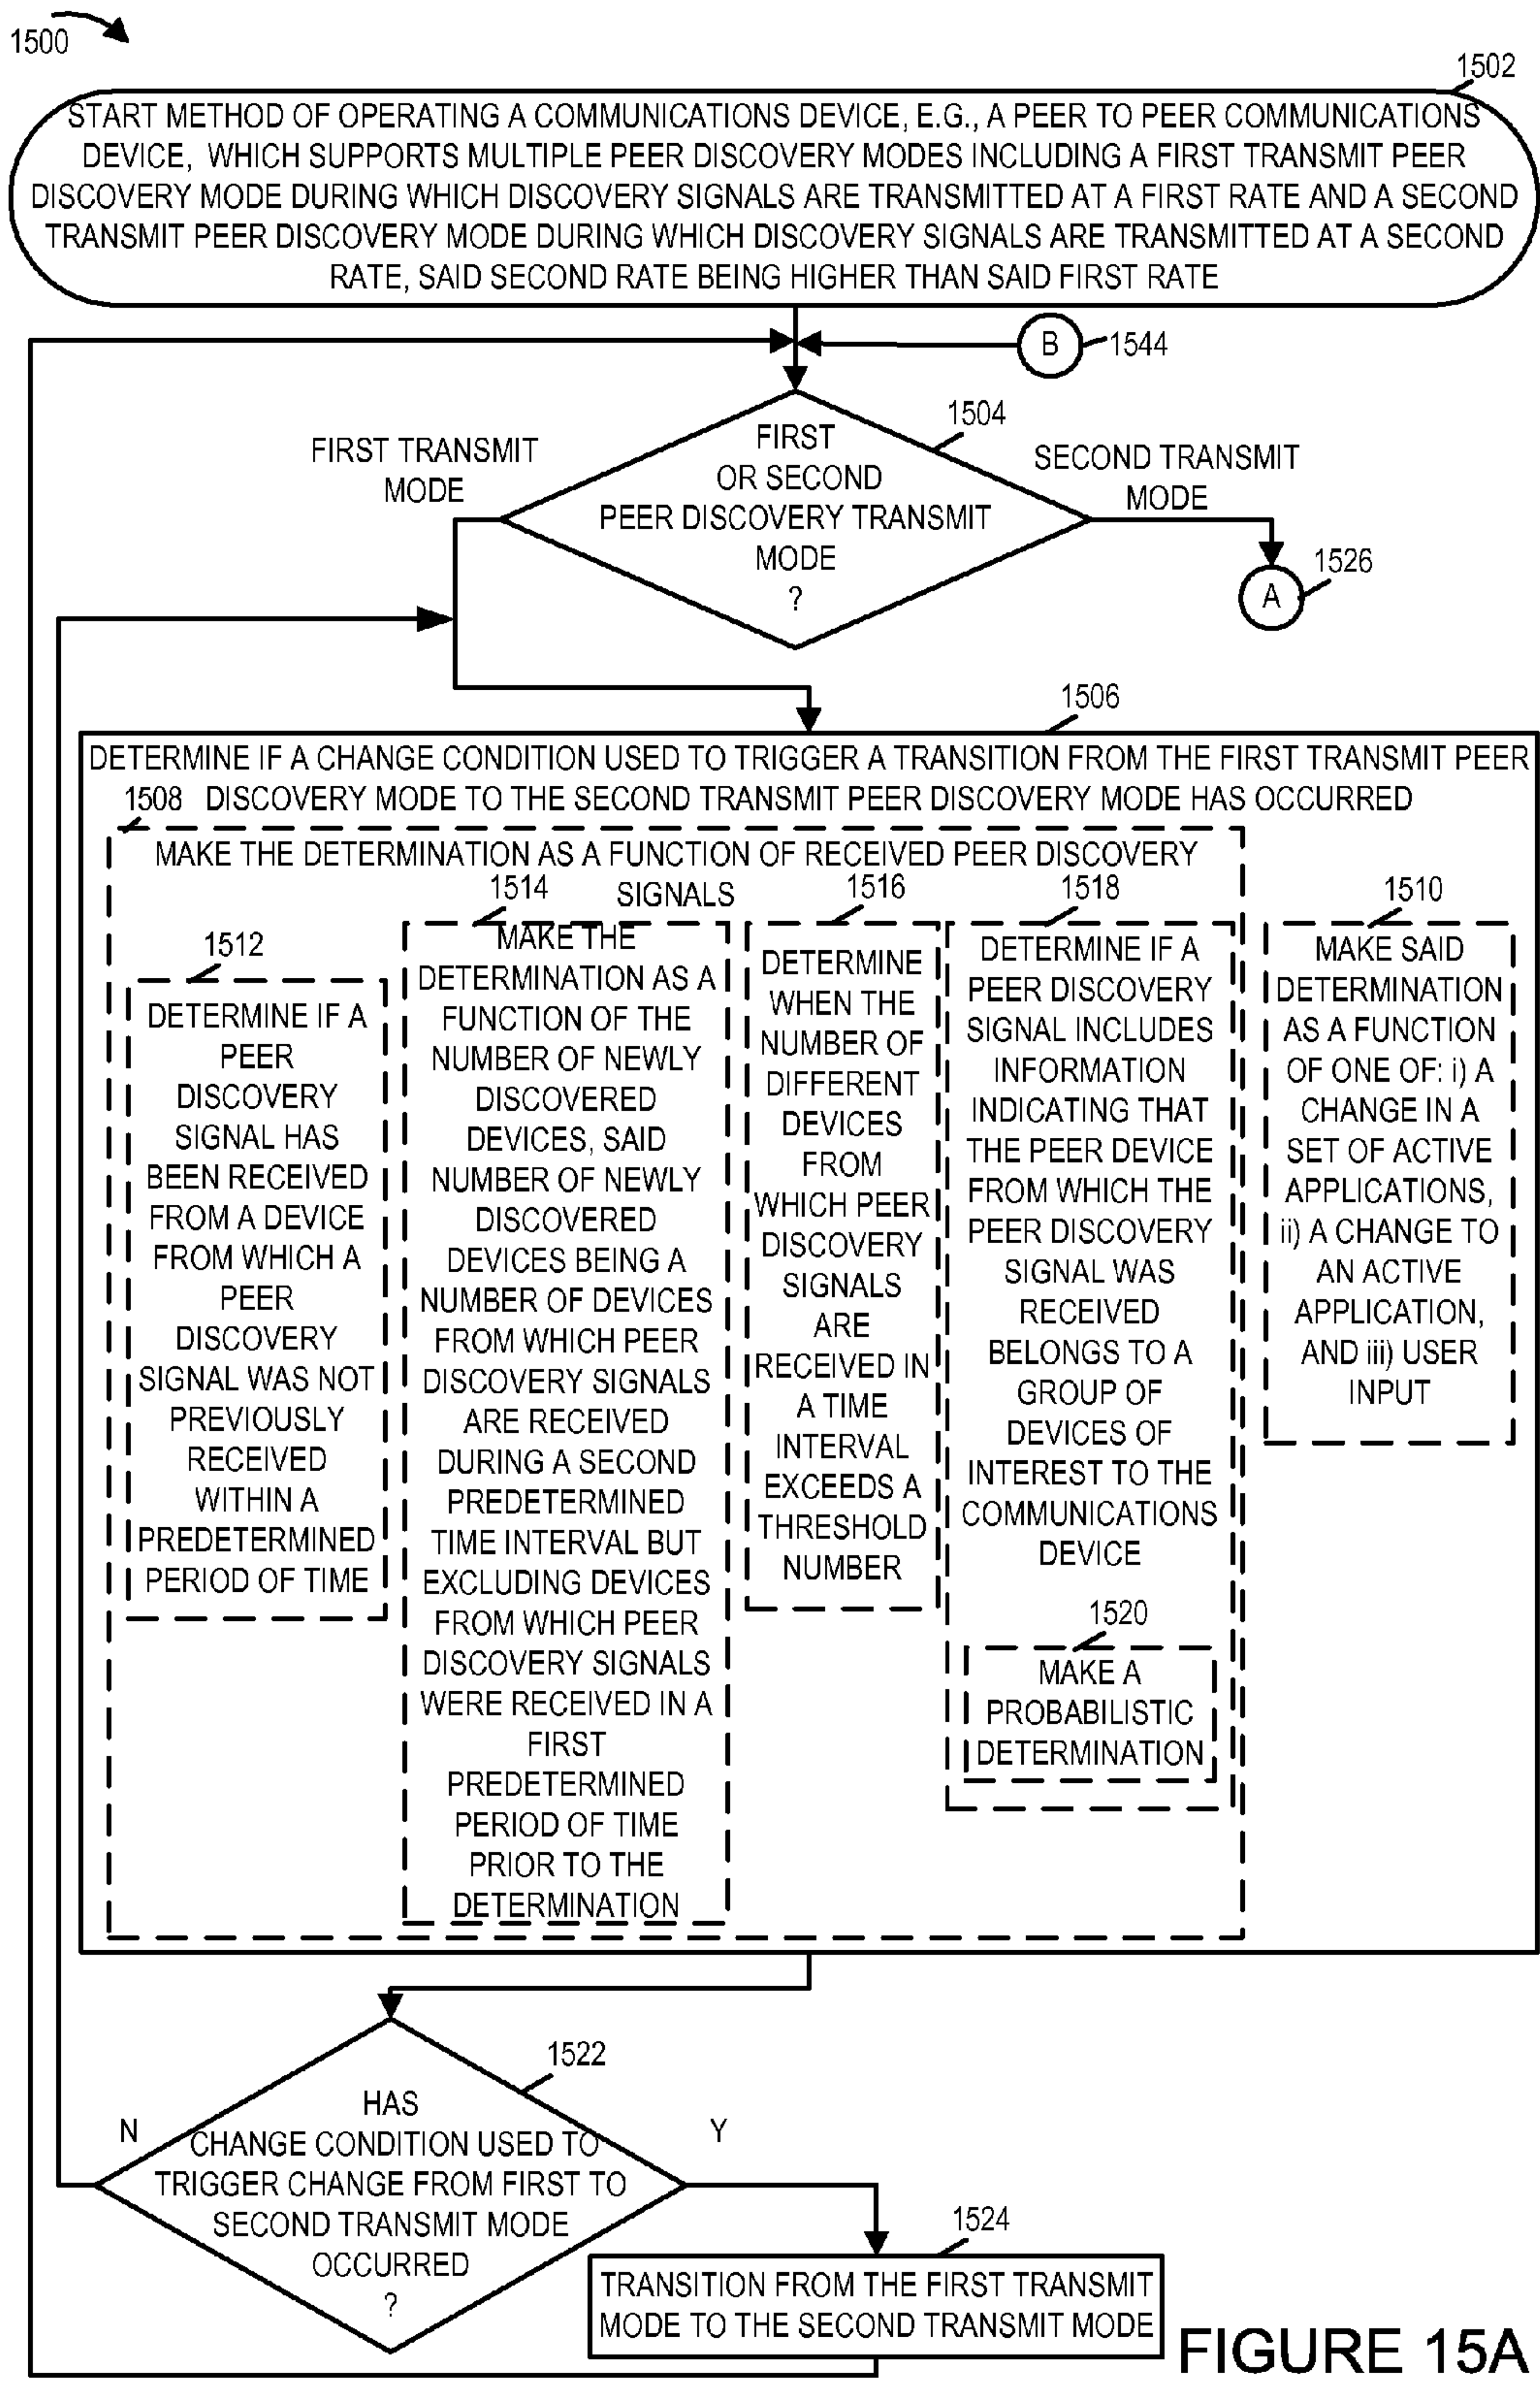 1500
1502
START METHOD OF OPERATING A COMMUNICATIONS DEVICE, E.G., A PEER TO PEER COMMUNICATIONS
DEVICE, WHICH SUPPORTS MULTIPLE PEER DISCOVERY MODES INCLUDING A FIRST TRANSMIT PEER
DISCOVERY MODE DURING WHICH DISCOVERY SIGNALS ARE TRANSMITTED AT A FIRST RATE AND A SECOND
TRANSMIT PEER DISCOVERY MODE DURING WHICH DISCOVERY SIGNALS ARE TRANSMITTED AT A SECOND
RATE, SAID SECOND RATE BEING HIGHER THAN SAID FIRST RATE
B
1544
1504
FIRST
OR SECOND
PEER DISCOVERY TRANSMIT
MODE
?
FIRST TRANSMIT
MODE
SECOND TRANSMIT
MODE
1526
A
1506
DETERMINE IF A CHANGE CONDITION USED TO TRIGGER A TRANSITION FROM THE FIRST TRANSMIT PEER
DISCOVERY MODE TO THE SECOND TRANSMIT PEER DISCOVERY MODE HAS OCCURRED
1508
MAKE THE DETERMINATION AS A FUNCTION OF RECEIVED PEER DISCOVERY
SIGNALS
1512
DETERMINE IF A
PEER
DISCOVERY
SIGNAL HAS
BEEN RECEIVED
FROM A DEVICE
FROM WHICH A
PEER
DISCOVERY
SIGNAL WAS NOT
PREVIOUSLY
RECEIVED
WITHIN A
PREDETERMINED
PERIOD OF TIME
1514
MAKE THE
DETERMINATION AS A
FUNCTION OF THE
NUMBER OF NEWLY
DISCOVERED
DEVICES, SAID
NUMBER OF NEWLY
DISCOVERED
DEVICES BEING A
NUMBER OF DEVICES
FROM WHICH PEER
DISCOVERY SIGNALS
ARE RECEIVED
DURING A SECOND
PREDETERMINED
TIME INTERVAL BUT
EXCLUDING DEVICES
FROM WHICH PEER
DISCOVERY SIGNALS
WERE RECEIVED IN A
FIRST
PREDETERMINED
PERIOD OF TIME
PRIOR TO THE
DETERMINATION
1516
DETERMINE
WHEN THE
NUMBER OF
DIFFERENT
DEVICES
FROM
WHICH PEER
DISCOVERY
SIGNALS
ARE
RECEIVED IN
A TIME
INTERVAL
EXCEEDS A
THRESHOLD
NUMBER
1518
DETERMINE IF A
PEER DISCOVERY
SIGNAL INCLUDES
INFORMATION
INDICATING THAT
THE PEER DEVICE
FROM WHICH THE
PEER DISCOVERY
SIGNAL WAS
RECEIVED
BELONGS TO A
GROUP OF
DEVICES OF
INTEREST TO THE
COMMUNICATIONS
DEVICE
1520
MAKE A
PROBABILISTIC
DETERMINATION
1510
MAKE SAID
DETERMINATION
AS A FUNCTION
OF ONE OF: i) A
CHANGE IN A
SET OF ACTIVE
APPLICATIONS,
ii) A CHANGE TO
AN ACTIVE
APPLICATION,
AND iii) USER
INPUT
1522
HAS
CHANGE CONDITION USED TO
TRIGGER CHANGE FROM FIRST TO
SECOND TRANSMIT MODE
OCCURRED
?
N
Y
1524
TRANSITION FROM THE FIRST TRANSMIT
MODE TO THE SECOND TRANSMIT MODE
FIGURE 15A